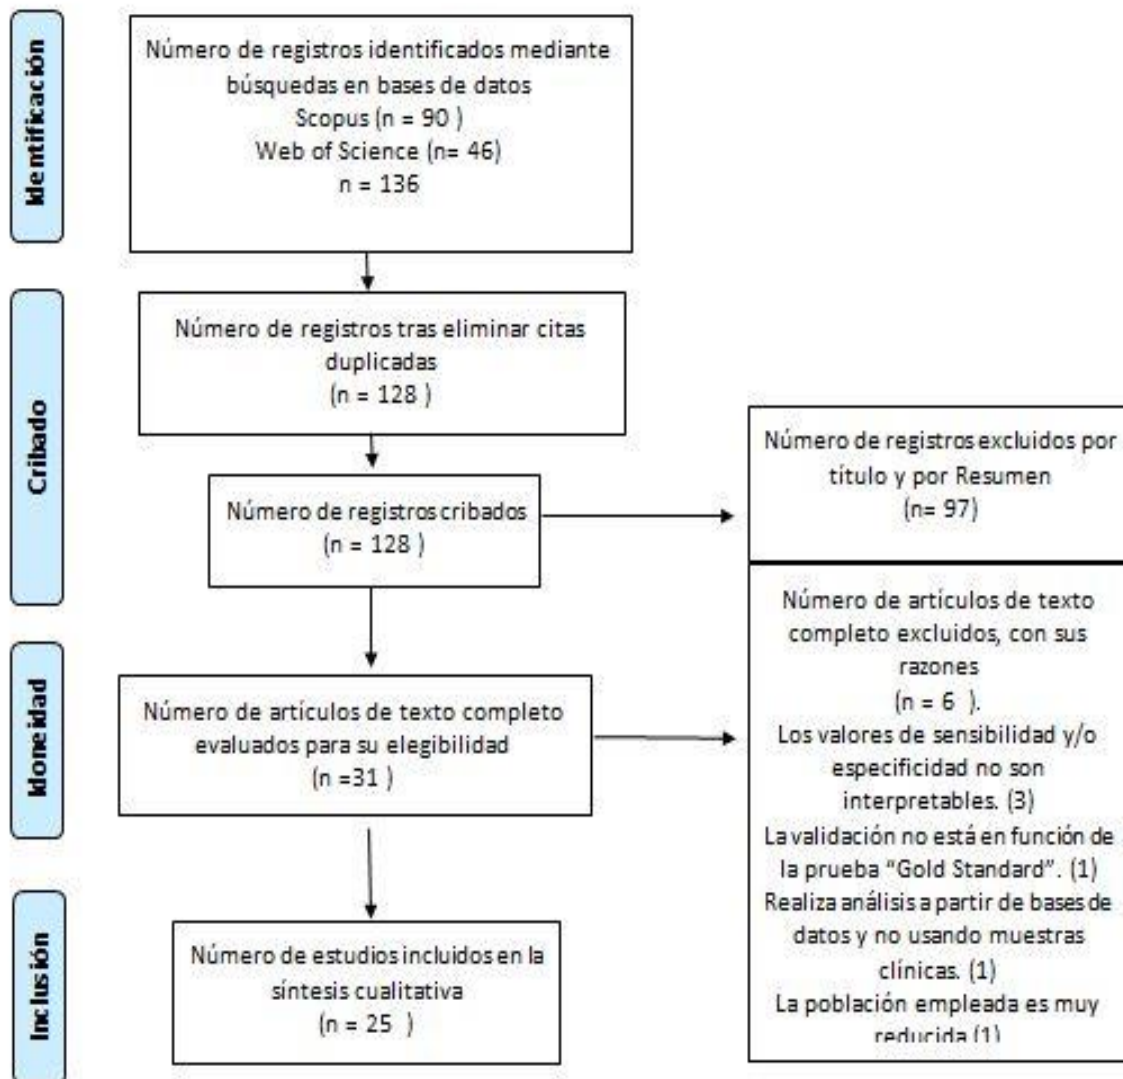 Identificación
Número de registros identificados mediante
búsquedas en bases de datos
Scopus (n = 90 )
Web of Science (n= 46)
n = 136
Cribado
Número de registros tras eliminar citas
duplicadas
(n = 128 )
Número de registros cribados
(n = 128 )
Número de registros excluidos por
título y por Resumen
(n= 97)
Idoneidad
Número de artículos de texto completo
evaluados para su elegibilidad
(n =31 )
Número de artículos de texto
completo excluidos, con sus
razones
(n = 6 ).
Los valores de sensibilidad y/o
especificidad no son
interpretables. (3)
La validación no está en función de
la prueba “Gold Standard”. (1)
Realiza análisis a partir de bases de
datos y no usando muestras
clínicas. (1)
La población empleada es muy
reducida (1)
Inclusión
Número de estudios incluidos en la
síntesis cualitativa
(n = 25 )